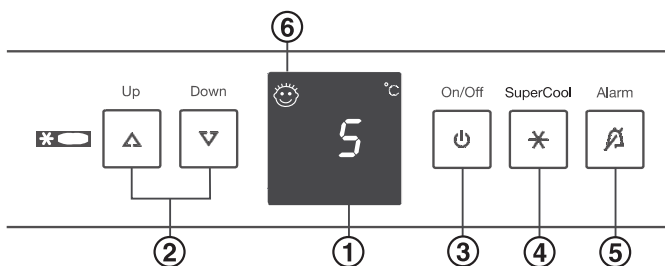 ⑥
Up Down °C On/Off SuperCool Alarm
5
② ① ③ ④ ⑤